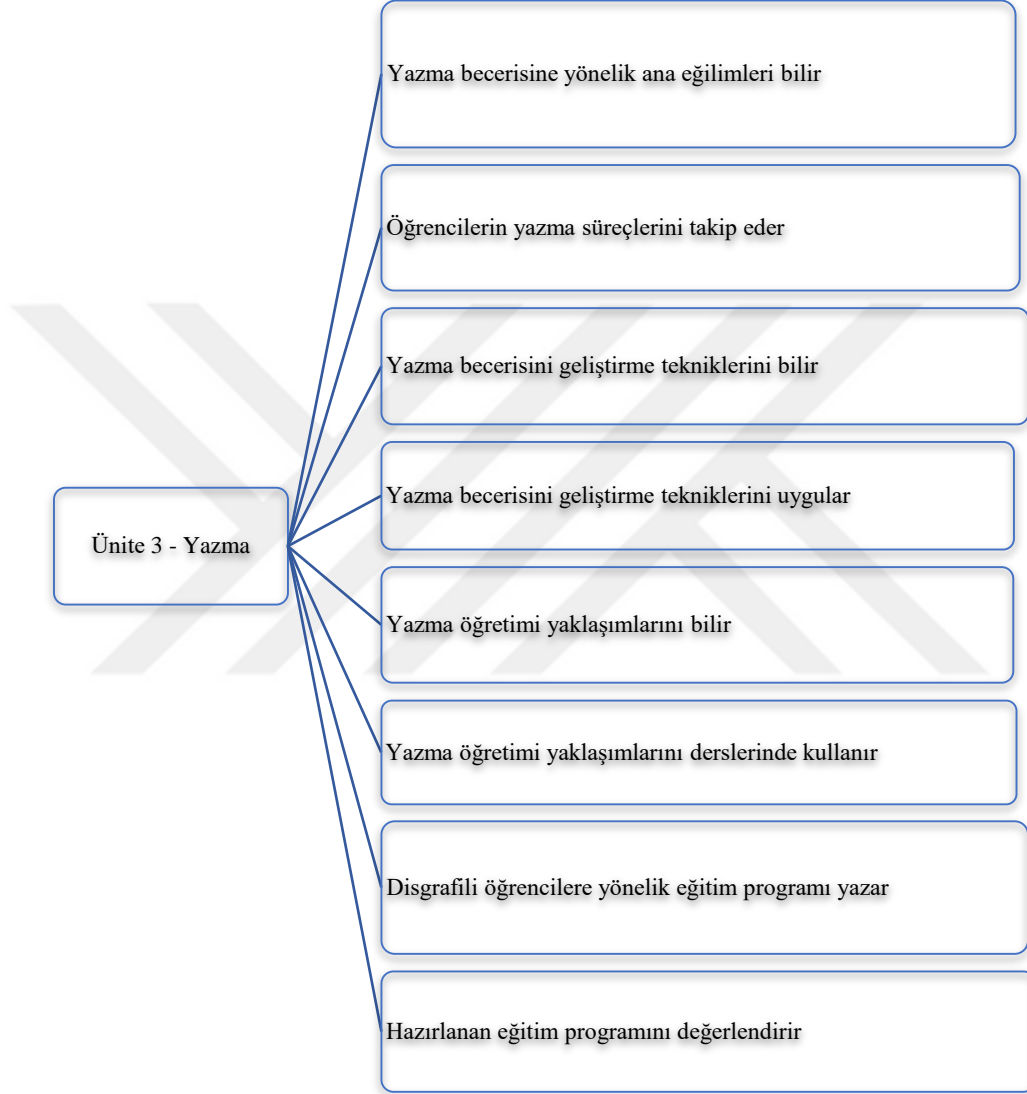 Yazma becerisine yönelik ana eğilimleri bilir
Öğrencilerin yazma süreçlerini takip eder
Yazma becerisini geliştirme tekniklerini bilir
Yazma becerisini geliştirme tekniklerini uygular
Ünite 3 - Yazma
Yazma öğretimi yaklaşımlarını bilir
Yazma öğretimi yaklaşımlarını derslerinde kullanır
Disgrafili öğrencilere yönelik eğitim programı yazar
Hazırlanan eğitim programını değerlendirir